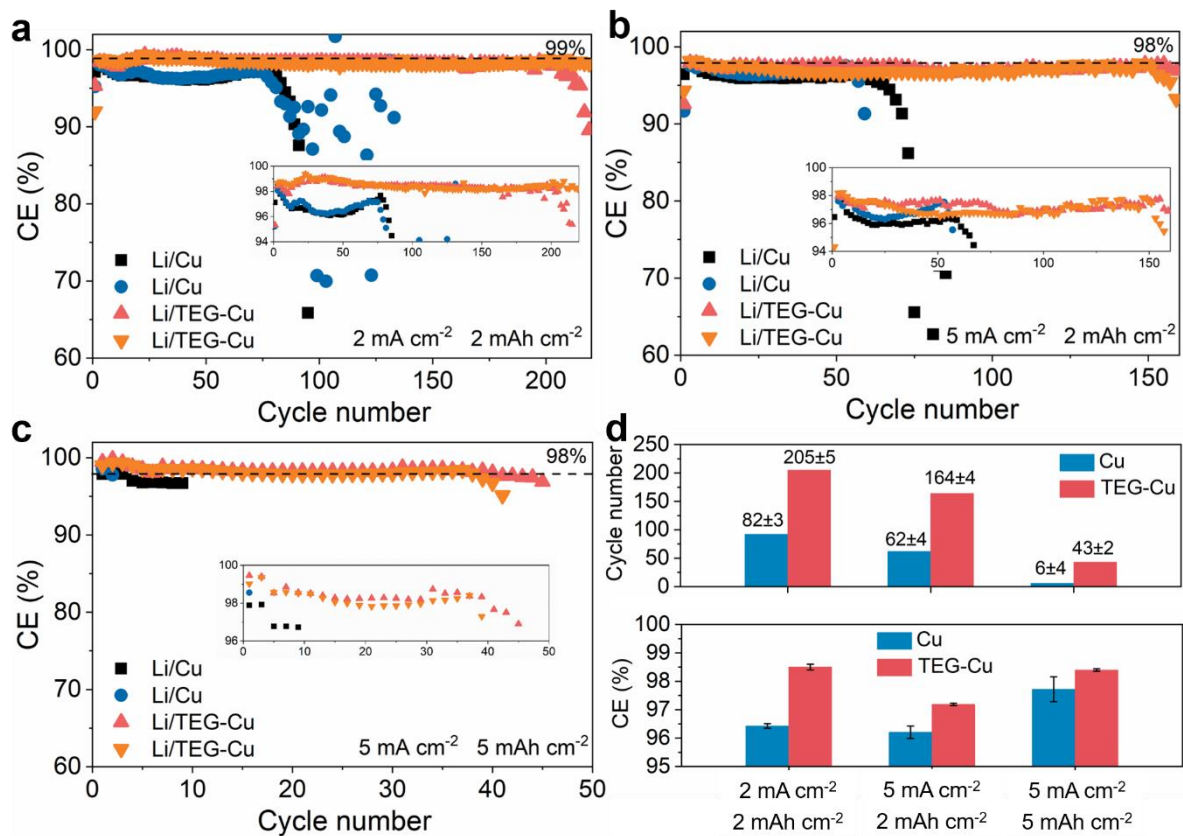 a
CE (%)
100
90
80
70
60
99%
100
98
96
94
0
50
100
150
200
Li/Cu
Li/Cu
Li/TEG-Cu
Li/TEG-Cu
2 mA cm⁻² 2 mAh cm⁻²
0 50 100 150 200
Cycle number
b
CE (%)
100
90
80
70
60
98%
100
98
96
94
0
50
100
150
Li/Cu
Li/Cu
Li/TEG-Cu
Li/TEG-Cu
5 mA cm⁻² 2 mAh cm⁻²
0 50 100 150
Cycle number
c
CE (%)
100
90
80
70
60
98%
100
98
96
0 10 20 30 40 50
Li/Cu
Li/Cu
Li/TEG-Cu
Li/TEG-Cu
5 mA cm⁻² 5 mAh cm⁻²
0 10 20 30 40 50
Cycle number
d
Cycle number
250
200
150
100
50
0
205±5
82±3
164±4
62±4
43±2
6±4
Cu
TEG-Cu
CE (%)
99
98
97
96
95
Cu
TEG-Cu
2 mA cm⁻² 5 mA cm⁻² 5 mA cm⁻²
2 mAh cm⁻² 2 mAh cm⁻² 5 mAh cm⁻²